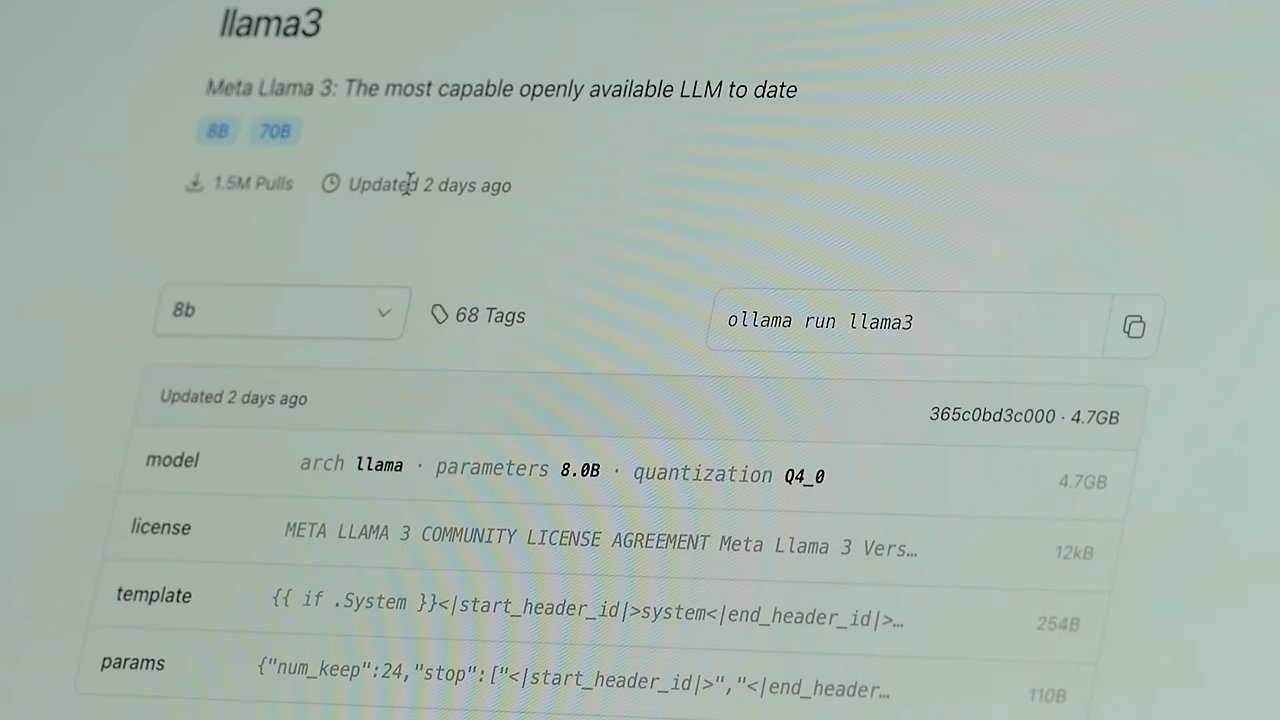 llama3
Meta Llama 3: The most capable openly available LLM to date
8B 70B
1.5M Pulls Updated 2 days ago
8b 68 Tags ollama run llama3
Updated 2 days ago 365c0bd3c000 · 4.7GB
model arch llama · parameters 8.0B · quantization Q4_0 4.7GB
license META LLAMA 3 COMMUNITY LICENSE AGREEMENT Meta Llama 3 Vers… 12kB
template {{ if .System }}<|start_header_id|>system<|end_header_id|>… 254B
params {"num_keep":24,"stop":["<|start_header_id|>","<|end_header… 110B